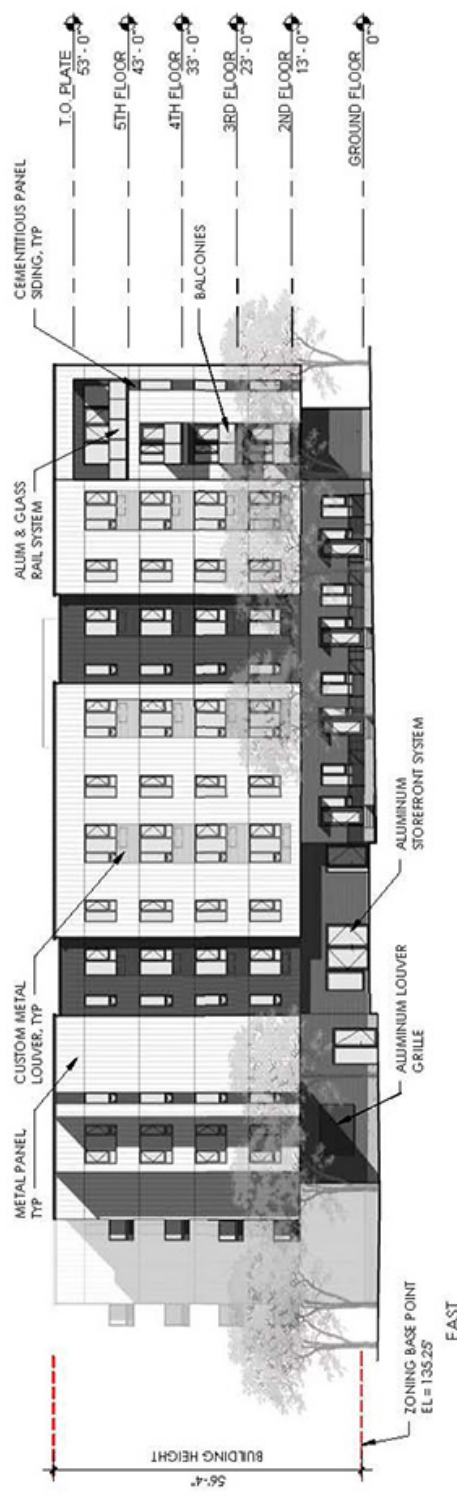 METAL PANEL
TYP
CUSTOM METAL
LOUVER, TYP
ALUM & GLASS
RAIL SYSTEM
CEMENTITIOUS PANEL
SIDING, TYP
T.O. PLATE
53' - 0"
5TH FLOOR
43' - 0"
4TH FLOOR
33' - 0"
3RD FLOOR
23' - 0"
2ND FLOOR
13' - 0"
GROUND FLOOR
0"
BALCONIES
56'-4"
BUILDING HEIGHT
ZONING BASE POINT
EL = 135.25'
ALUMINUM LOUVER
GRILLE
ALUMINUM
STOREFRONT SYSTEM
EAST